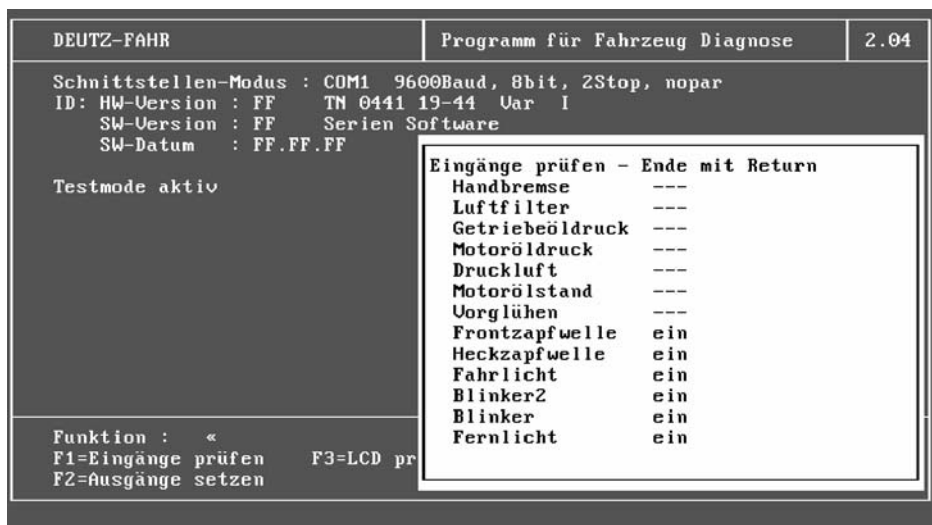 DEUTZ-FAHR Programm für Fahrzeug Diagnose 2.04
Schnittstellen-Modus : COM1 9600Baud, 8bit, 2Stop, nopar
ID: HW-Version : FF TN 0441 19-44 Var I
SW-Version : FF Serien Software
SW-Datum : FF.FF.FF
Testmode aktiv
Eingänge prüfen - Ende mit Return
Handbremse ---
Luftfilter ---
Getriebeöldruck ---
Motoröldruck ---
Druckluft ---
Motorölstand ---
Vorglühen ---
Frontzapfwelle ein
Heckzapfwelle ein
Fahrlicht ein
Blinker2 ein
Blinker ein
Fernlicht ein
Funktion : «
F1=Eingänge prüfen F3=LCD pr
F2=Ausgänge setzen